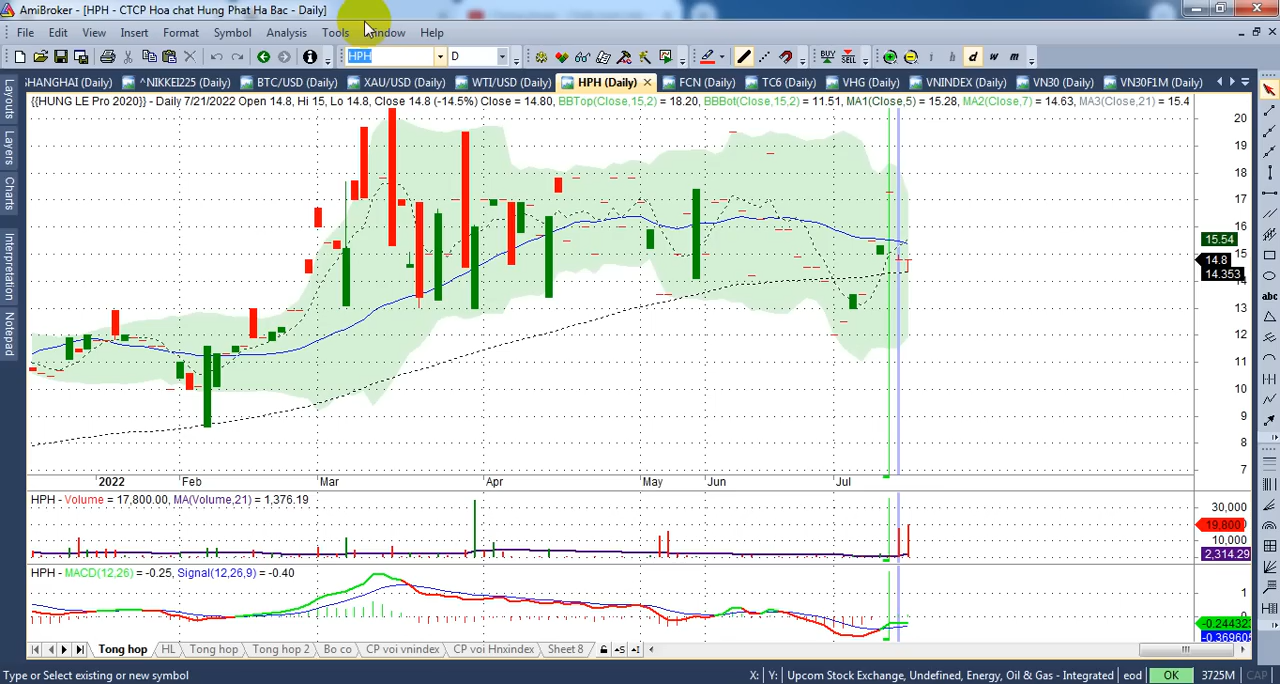 AmiBroker - [HPH - CTCP Hoa chat Hung Phat Ha Bac - Daily]
File Edit View Insert Format Symbol Analysis Tools Window Help
HPH D BUY SELL h d w m
SHANGHAI (Daily) ^NIKKEI225 (Daily) BTC/USD (Daily) XAU/USD (Daily) WTI/USD (Daily) HPH (Daily) FCN (Daily) TC6 (Daily) VHG (Daily) VNINDEX (Daily) VN30 (Daily) VN30F1M (Daily)
{{HUNG LE Pro 2020}} - Daily 7/21/2022 Open 14.8, Hi 15, Lo 14.8, Close 14.8 (-14.5%) Close = 14.80, BBTop(Close,15,2) = 18.20, BBBot(Close,15,2) = 11.51, MA1(Close,5) = 15.28, MA2(Close,7) = 14.63, MA3(Close,21) = 15.4
Layouts
Layers
Charts
Interpretation
Notepad
20
19
18
17
16
15.54
14.8
14.353
13
12
11
10
9
8
7
abc
2022 Feb Mar Apr May Jun Jul
HPH - Volume = 17,800.00, MA(Volume,21) = 1,376.19
30,000
19,800
10,000
2,314.29
HPH - MACD(12,26) = -0.25, Signal(12,26,9) = -0.40
1
0
-0.244323
-0.369605
Tong hop HL Tong hop Tong hop 2 Bo co CP voi vnindex CP voi Hnxindex Sheet 8
Type or Select existing or new symbol X: Y: Upcom Stock Exchange, Undefined, Energy, Oil & Gas - Integrated eod OK 3725M CAP